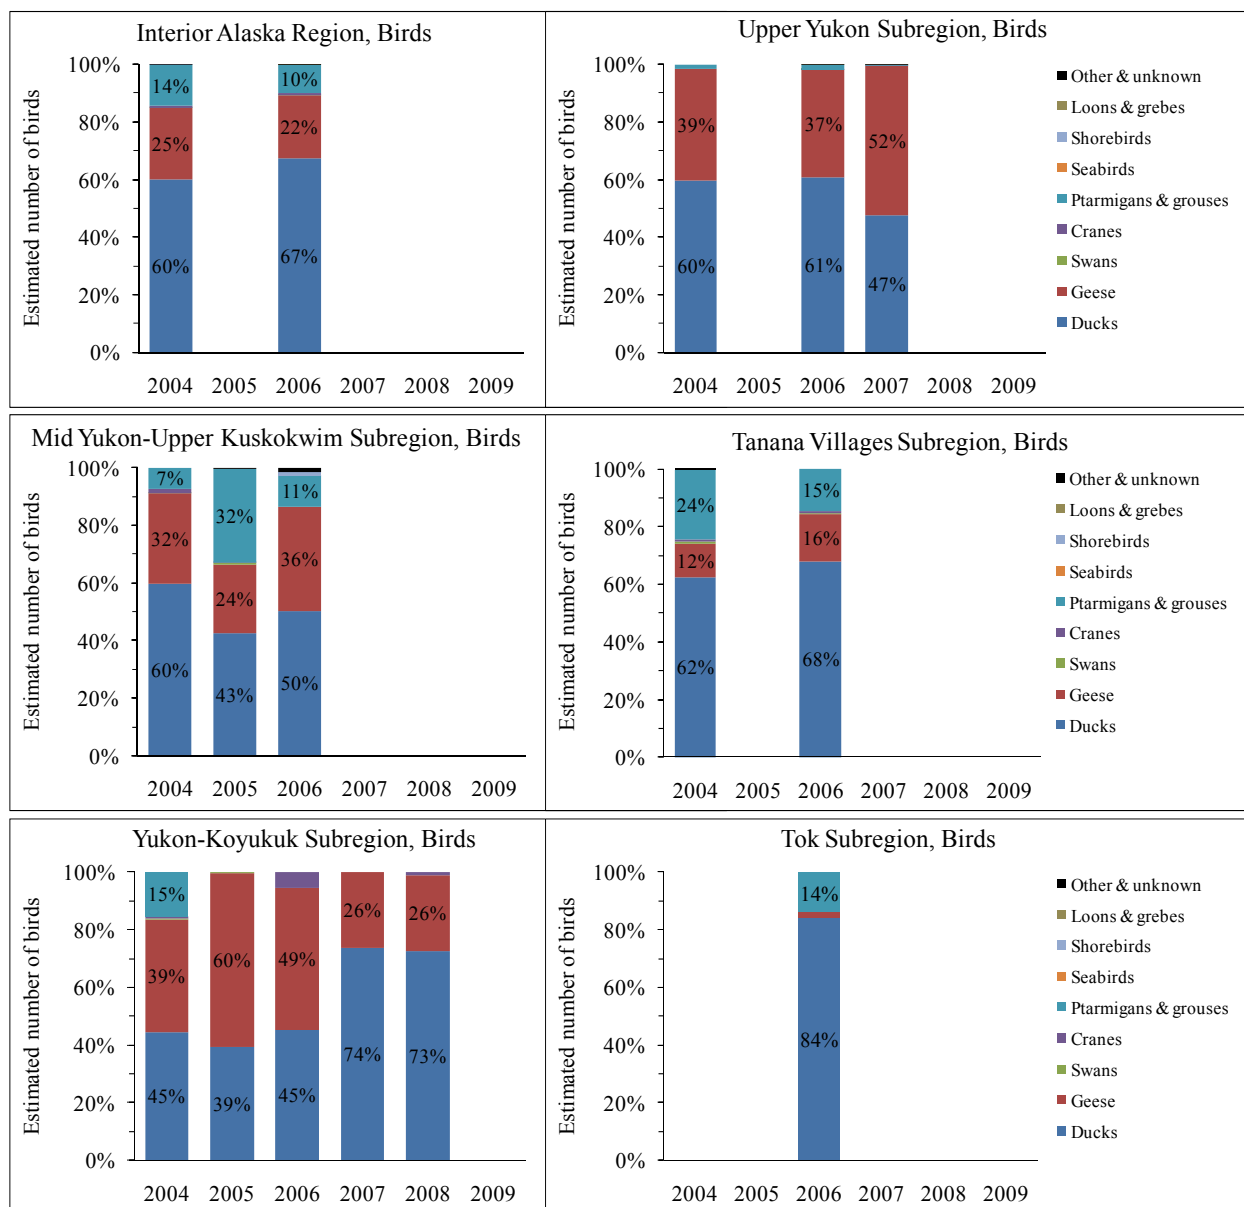 Interior Alaska Region, Birds
Estimated number of birds
100%
80%
60%
40%
20%
0%
14%
25%
60%
10%
22%
67%
2004 2005 2006 2007 2008 2009
Upper Yukon Subregion, Birds
Estimated number of birds
100%
80%
60%
40%
20%
0%
39%
60%
37%
61%
52%
47%
2004 2005 2006 2007 2008 2009
Other & unknown
Loons & grebes
Shorebirds
Seabirds
Ptarmigans & grouses
Cranes
Swans
Geese
Ducks
Mid Yukon-Upper Kuskokwim Subregion, Birds
Estimated number of birds
100%
80%
60%
40%
20%
0%
7%
32%
60%
32%
24%
43%
11%
36%
50%
2004 2005 2006 2007 2008 2009
Tanana Villages Subregion, Birds
Estimated number of birds
100%
80%
60%
40%
20%
0%
24%
12%
62%
15%
16%
68%
2004 2005 2006 2007 2008 2009
Other & unknown
Loons & grebes
Shorebirds
Seabirds
Ptarmigans & grouses
Cranes
Swans
Geese
Ducks
Yukon-Koyukuk Subregion, Birds
Estimated number of birds
100%
80%
60%
40%
20%
0%
15%
39%
45%
60%
39%
49%
45%
26%
74%
26%
73%
2004 2005 2006 2007 2008 2009
Tok Subregion, Birds
Estimated number of birds
100%
80%
60%
40%
20%
0%
14%
84%
2004 2005 2006 2007 2008 2009
Other & unknown
Loons & grebes
Shorebirds
Seabirds
Ptarmigans & grouses
Cranes
Swans
Geese
Ducks